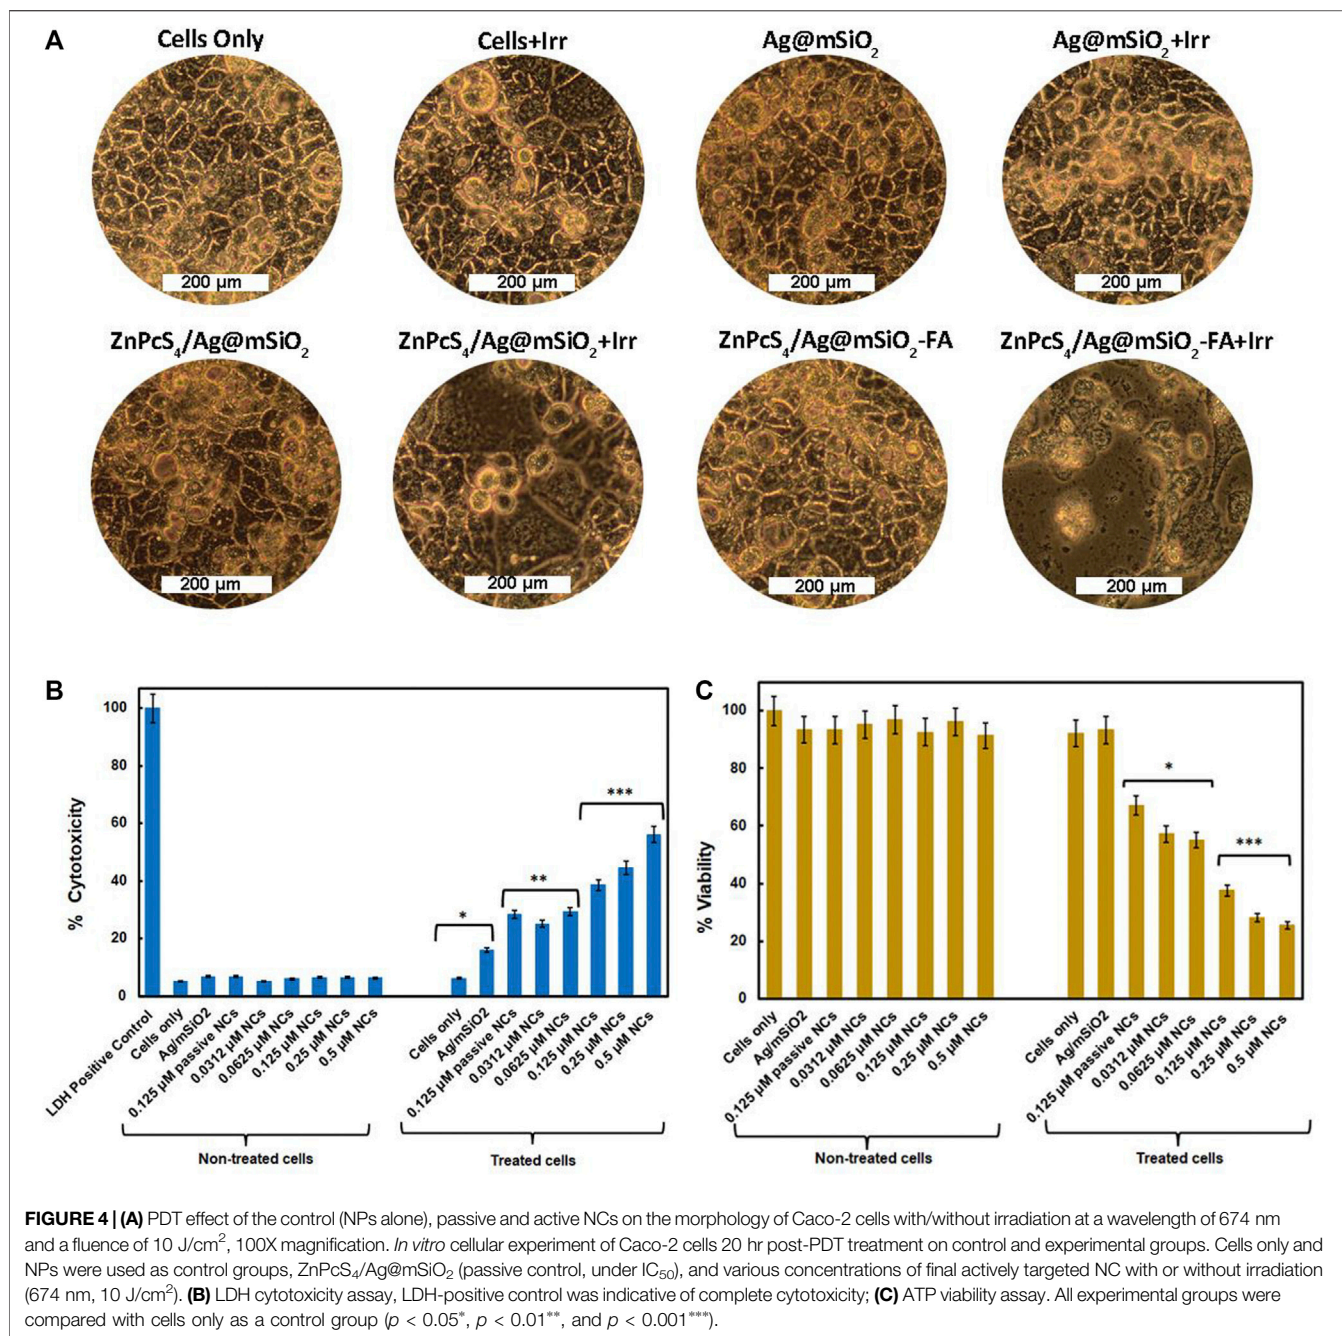 A
Cells Only
Cells+Irr
Ag@mSiO2
Ag@mSiO2+Irr
200 µm
200 µm
200 µm
200 µm
ZnPcS4/Ag@mSiO2
ZnPcS4/Ag@mSiO2+Irr
ZnPcS4/Ag@mSiO2-FA
ZnPcS4/Ag@mSiO2-FA+Irr
200 µm
200 µm
200 µm
200 µm
B
% Cytotoxicity
100
80
60
40
20
0
*
**
***
LDH Positive Control
Cells only
Ag/mSiO2
0.125 µM passive NCs
0.0312 µM NCs
0.0625 µM NCs
0.125 µM NCs
0.25 µM NCs
0.5 µM NCs
Cells only
Ag/mSiO2
0.125 µM passive NCs
0.0312 µM NCs
0.0625 µM NCs
0.125 µM NCs
0.25 µM NCs
0.5 µM NCs
Non-treated cells
Treated cells
C
% Viability
100
80
60
40
20
0
*
***
Cells only
Ag/mSiO2
0.125 µM passive NCs
0.0312 µM NCs
0.0625 µM NCs
0.125 µM NCs
0.25 µM NCs
0.5 µM NCs
Cells only
Ag/mSiO2
0.125 µM passive NCs
0.0312 µM NCs
0.0625 µM NCs
0.125 µM NCs
0.25 µM NCs
0.5 µM NCs
Non-treated cells
Treated cells
FIGURE 4 | (A) PDT effect of the control (NPs alone), passive and active NCs on the morphology of Caco-2 cells with/without irradiation at a wavelength of 674 nm
and a fluence of 10 J/cm², 100X magnification. In vitro cellular experiment of Caco-2 cells 20 hr post-PDT treatment on control and experimental groups. Cells only and
NPs were used as control groups, ZnPcS4/Ag@mSiO2 (passive control, under IC50), and various concentrations of final actively targeted NC with or without irradiation
(674 nm, 10 J/cm²). (B) LDH cytotoxicity assay, LDH-positive control was indicative of complete cytotoxicity; (C) ATP viability assay. All experimental groups were
compared with cells only as a control group (p < 0.05*, p < 0.01**, and p < 0.001***).